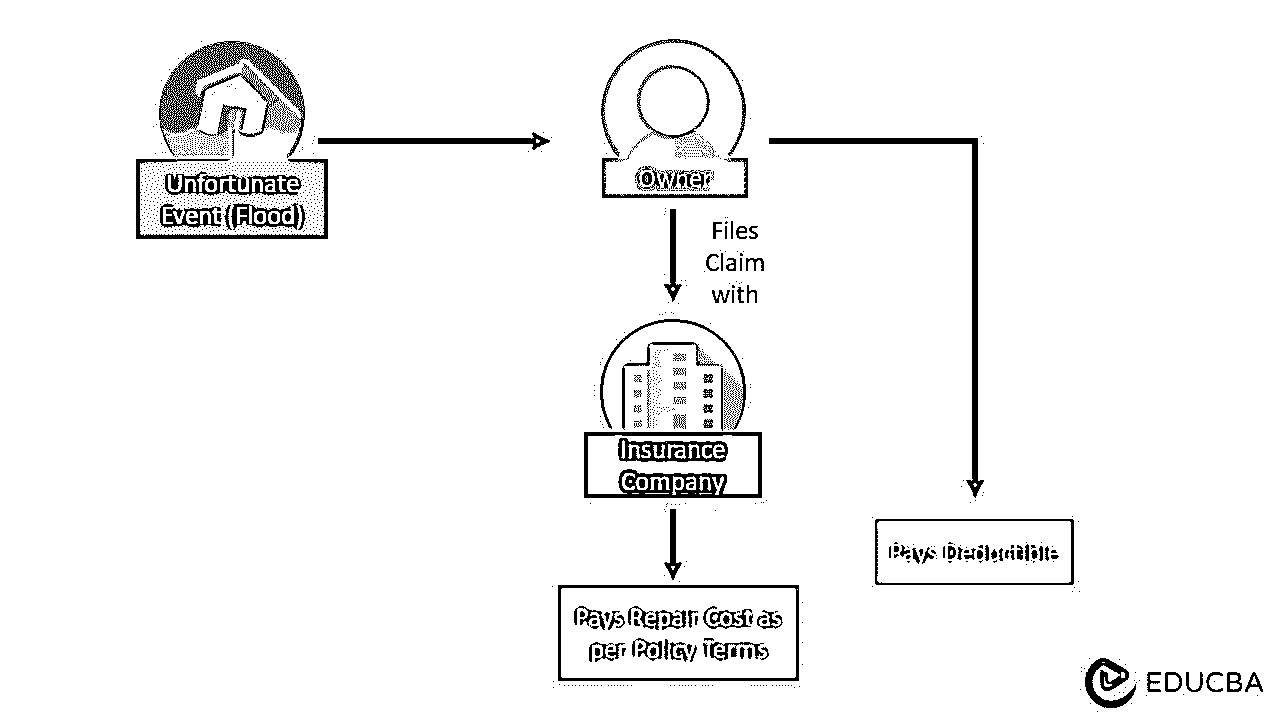 Unfortunate
Event (Flood)
Owner
Files
Claim
with
Insurance
Company
Pays Deductible
Pays Repair Cost as
per Policy Terms
EDUCBA